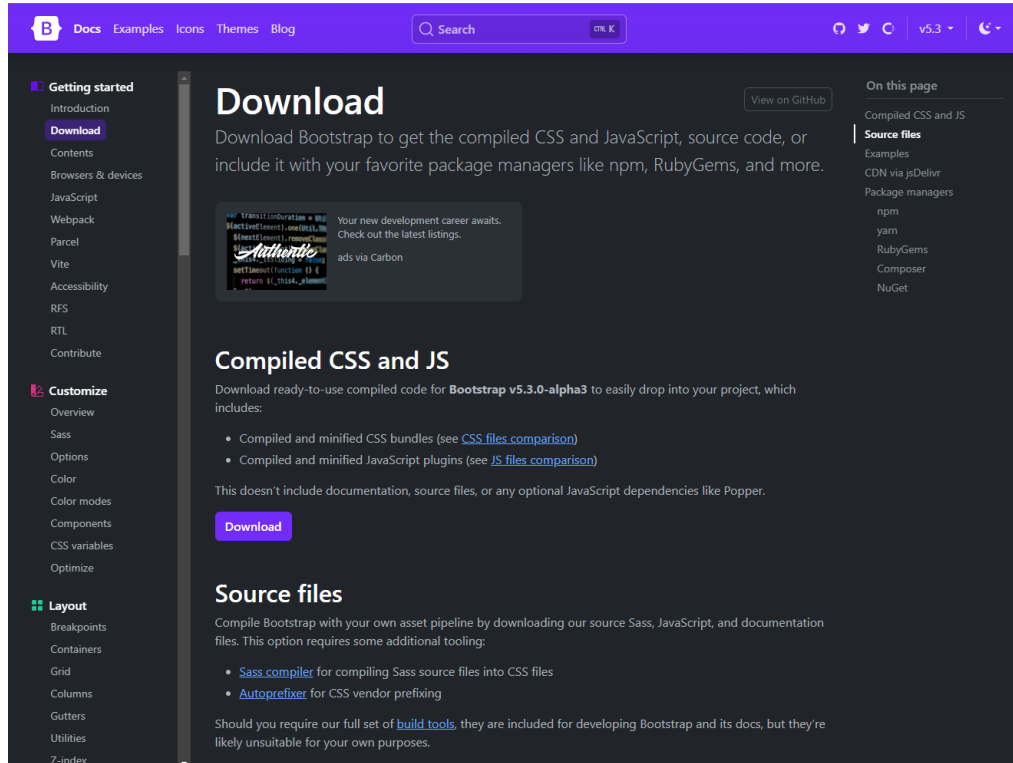 B Docs Examples Icons Themes Blog Search CTRL K v5.3
Getting started
Introduction
Download
Contents
Browsers & devices
JavaScript
Webpack
Parcel
Vite
Accessibility
RFS
RTL
Contribute
Customize
Overview
Sass
Options
Color
Color modes
Components
CSS variables
Optimize
Layout
Breakpoints
Containers
Grid
Columns
Gutters
Utilities
Z-index
Download
View on GitHub
Download Bootstrap to get the compiled CSS and JavaScript, source code, or
include it with your favorite package managers like npm, RubyGems, and more.
Authentic
Your new development career awaits.
Check out the latest listings.
ads via Carbon
Compiled CSS and JS
Download ready-to-use compiled code for Bootstrap v5.3.0-alpha3 to easily drop into your project, which
includes:
• Compiled and minified CSS bundles (see CSS files comparison)
• Compiled and minified JavaScript plugins (see JS files comparison)
This doesn't include documentation, source files, or any optional JavaScript dependencies like Popper.
Download
Source files
Compile Bootstrap with your own asset pipeline by downloading our source Sass, JavaScript, and documentation
files. This option requires some additional tooling:
• Sass compiler for compiling Sass source files into CSS files
• Autoprefixer for CSS vendor prefixing
Should you require our full set of build tools, they are included for developing Bootstrap and its docs, but they're
likely unsuitable for your own purposes.
On this page
Compiled CSS and JS
Source files
Examples
CDN via jsDelivr
Package managers
npm
yarn
RubyGems
Composer
NuGet